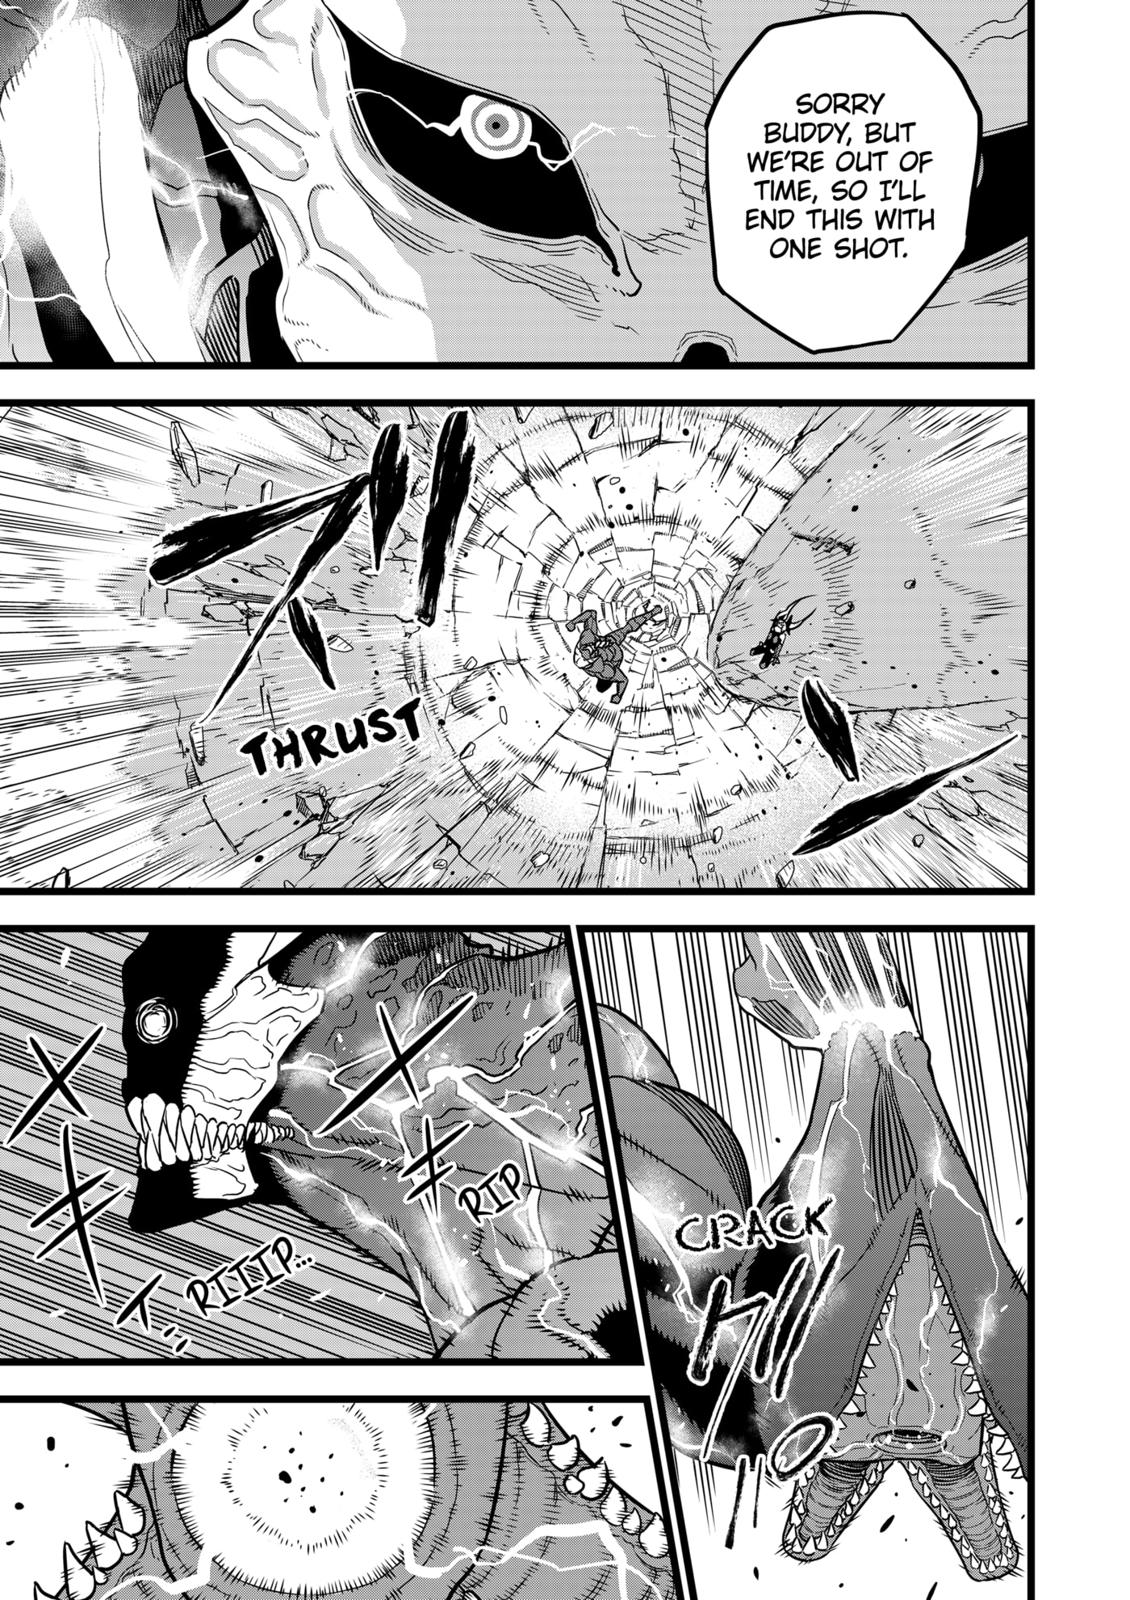 SORRY
BUDDY, BUT
WE'RE OUT OF
TIME, SO I'LL
END THIS WITH
ONE SHOT.
THRUST
CRACK
RIP
RIIIP...